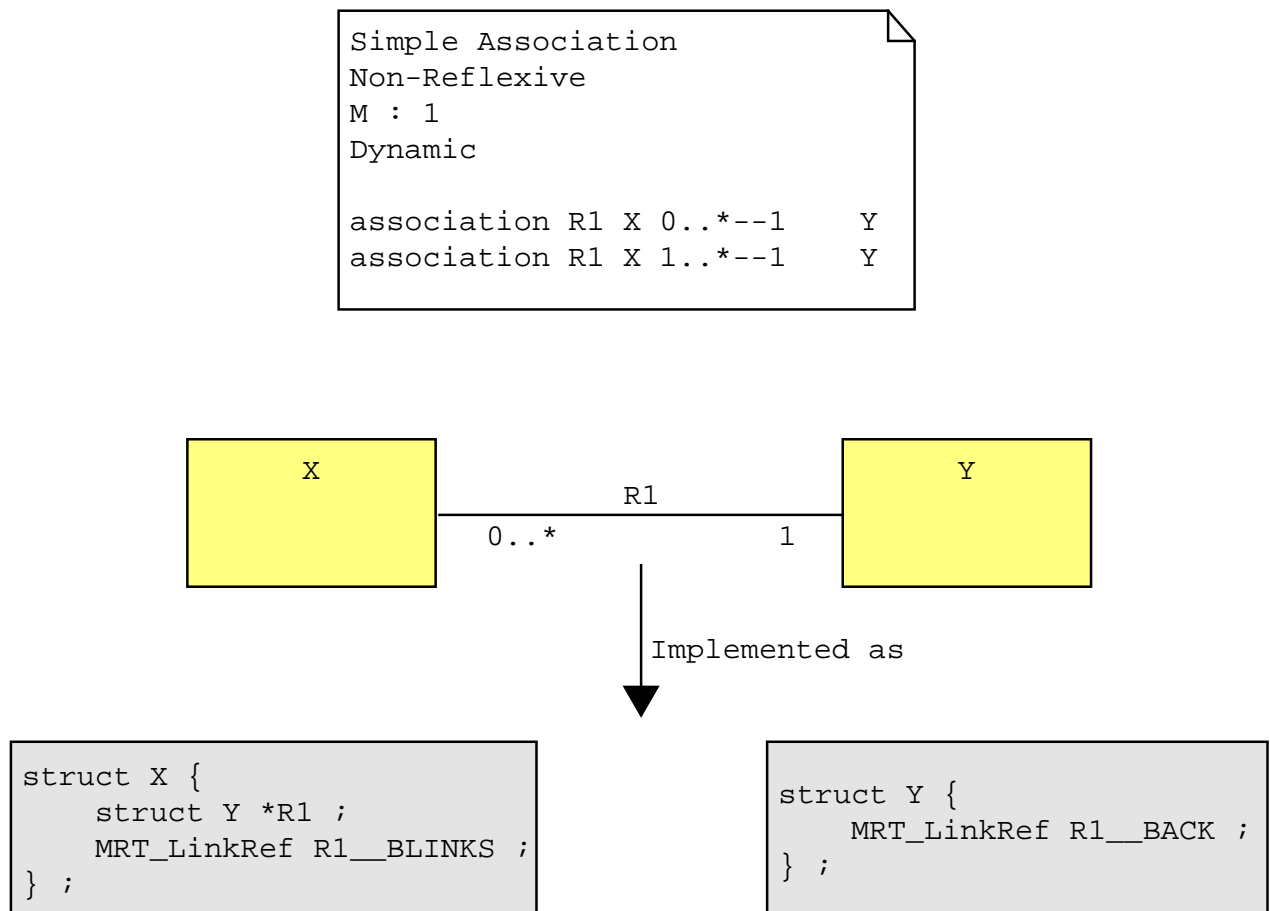 Simple Association
Non-Reflexive
M : 1
Dynamic
association R1 X 0..*--1 Y
association R1 X 1..*--1 Y
X
R1
Y
0..*
1
Implemented as
struct X {
struct Y *R1 ;
MRT_LinkRef R1__BLINKS ;
} ;
struct Y {
MRT_LinkRef R1__BACK ;
} ;